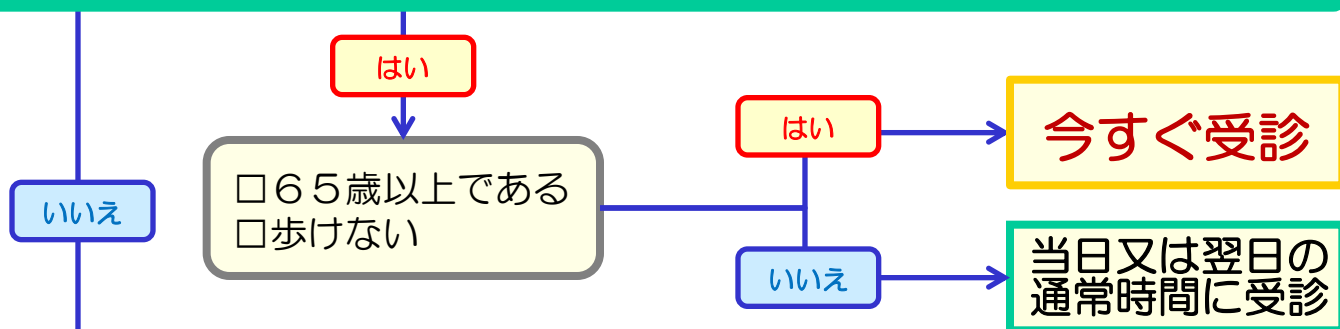 はい
はい
今すぐ受診
□６５歳以上である
□歩けない
いいえ
いいえ
当日又は翌日の
通常時間に受診